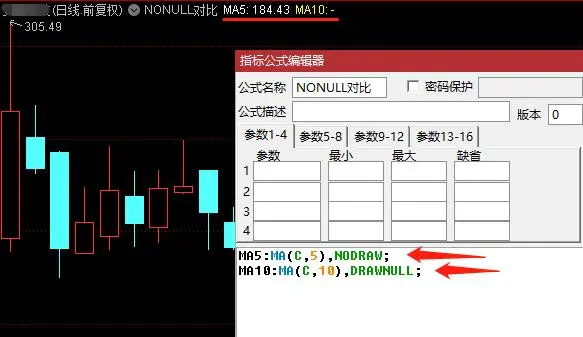 (日线.前复权) NONULL对比 MA5: 184.43 MA10: -
305.49
指标公式编辑器
公式名称 NONULL对比 密码保护
公式描述 版本 0
参数1-4 参数5-8 参数9-12 参数13-16
参数 最小 最大 缺省
1
2
3
4
MA5:MA(C,5),NODRAW;
MA10:MA(C,10),DRAWNULL;